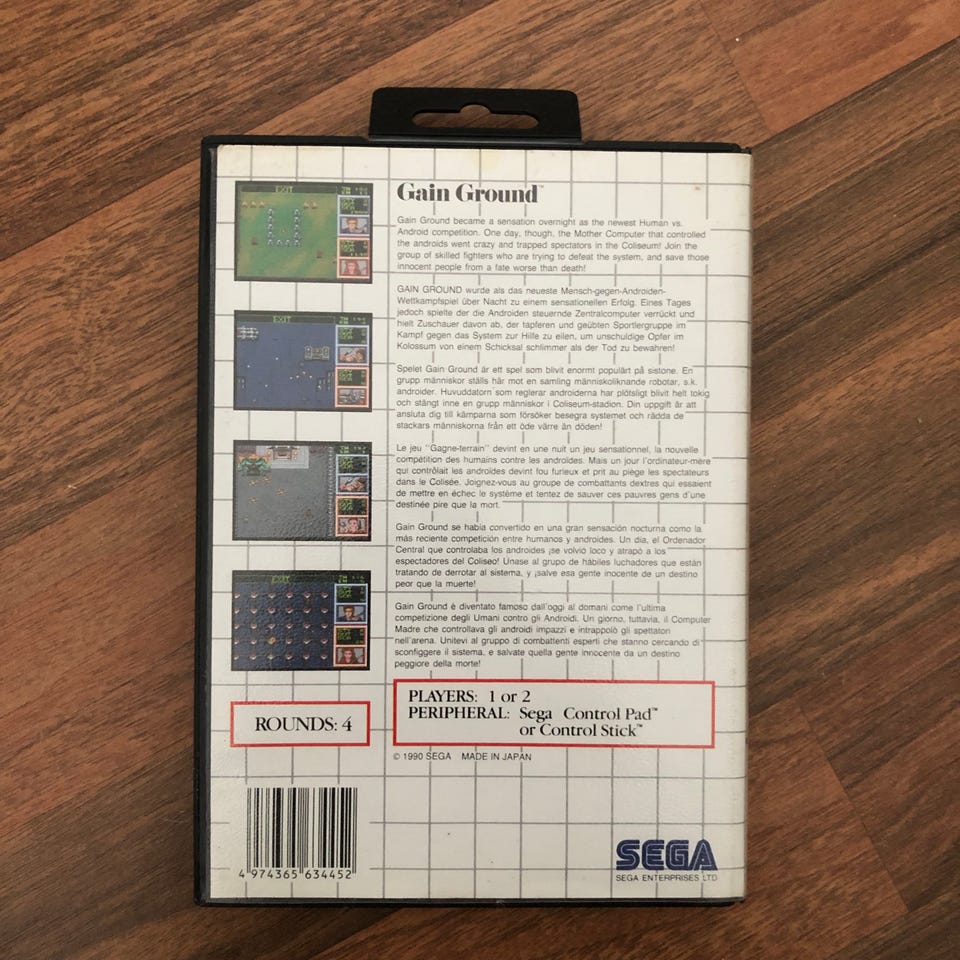 Gain Ground™
Gain Ground became a sensation overnight as the newest Human vs.
Android competition. One day, though, the Mother Computer that controlled
the androids went crazy and trapped spectators in the Coliseum! Join the
group of skilled fighters who are trying to defeat the system, and save those
innocent people from a fate worse than death!
GAIN GROUND wurde als das neueste Mensch-gegen-Androiden-
Wettkampfspiel über Nacht zu einem sensationellen Erfolg. Eines Tages
jedoch spielte der die Androiden steuernde Zentralcomputer verrückt und
hielt Zuschauer davon ab, der tapferen und geübten Sportlergruppe im
Kampf gegen das System zur Hilfe zu eilen, um unschuldige Opfer im
Kolossum von einem Schicksal schlimmer als der Tod zu bewahren!
Spelet Gain Ground är ett spel som blivit enormt populärt på sistone. En
grupp människor ställs här mot en samling människoliknande robotar, s.k.
androider. Huvuddatorn som reglerar androiderna har plötsligt blivit helt tokig
och stängt inne en grupp människor i Coliseum-stadion. Din uppgift är att
ansluta dig till kämparna som försöker besegra systemet och rädda de
stackars människorna från ett öde värre än döden!
Le jeu "Gagne-terrain" devint en une nuit un jeu sensationnel, la nouvelle
compétition des humains contre les androïdes. Mais un jour l'ordinateur-mère
qui contrôlait les androïdes devint fou furieux et prit au piège les spectateurs
dans le Colisée. Joignez-vous au groupe de combattants dextres qui essaient
de mettre en échec le système et tentez de sauver ces pauvres gens d'une
destinée pire que la mort.
Gain Ground se había convertido en una gran sensación nocturna como la
más reciente competición entre humanos y androides. Un dia, el Ordenador
Central que controlaba los androides ¡se volvió loco y atrapó a los
espectadores del Coliseo! Unase al grupo de hábiles luchadores que están
tratando de derrotar al sistema, y ¡salve esa gente inocente de un destino
peor que la muerte!
Gain Ground è diventato famoso dall'oggi al domani come l'ultima
competizione degli Umani contro gli Androidi. Un giorno, tuttavia, il Computer
Madre che controllava gli androidi impazzi e intrappolò gli spettatori
nell'arena. Unitevi al gruppo di combattenti esperti che stanno cercando di
sconfiggere il sistema, e salvate quella gente innocente da un destino
peggiore della morte!
EXIT
EXIT
EXIT
ROUNDS: 4
PLAYERS: 1 or 2
PERIPHERAL: Sega Control Pad™
or Control Stick™
© 1990 SEGA MADE IN JAPAN
4 974365 634452
SEGA
SEGA ENTERPRISES LTD